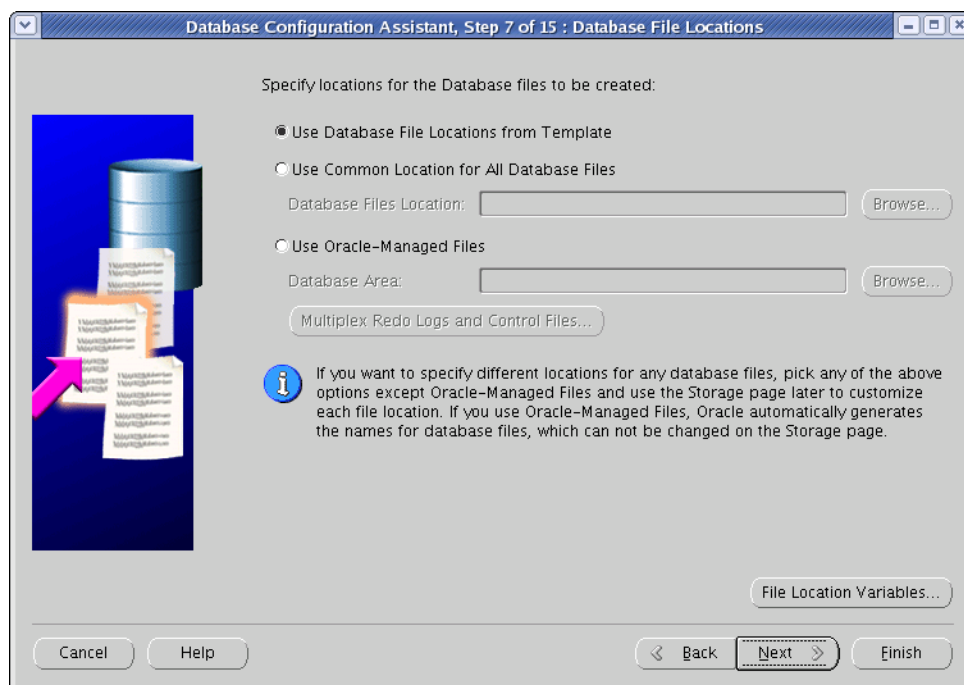 Database Configuration Assistant, Step 7 of 15 : Database File Locations
Specify locations for the Database files to be created:
Use Database File Locations from Template
Use Common Location for All Database Files
Database Files Location:
Browse...
Use Oracle-Managed Files
Database Area:
Browse...
Multiplex Redo Logs and Control Files...
If you want to specify different locations for any database files, pick any of the above
options except Oracle-Managed Files and use the Storage page later to customize
each file location. If you use Oracle-Managed Files, Oracle automatically generates
the names for database files, which can not be changed on the Storage page.
File Location Variables...
Cancel
Help
Back
Next
Finish